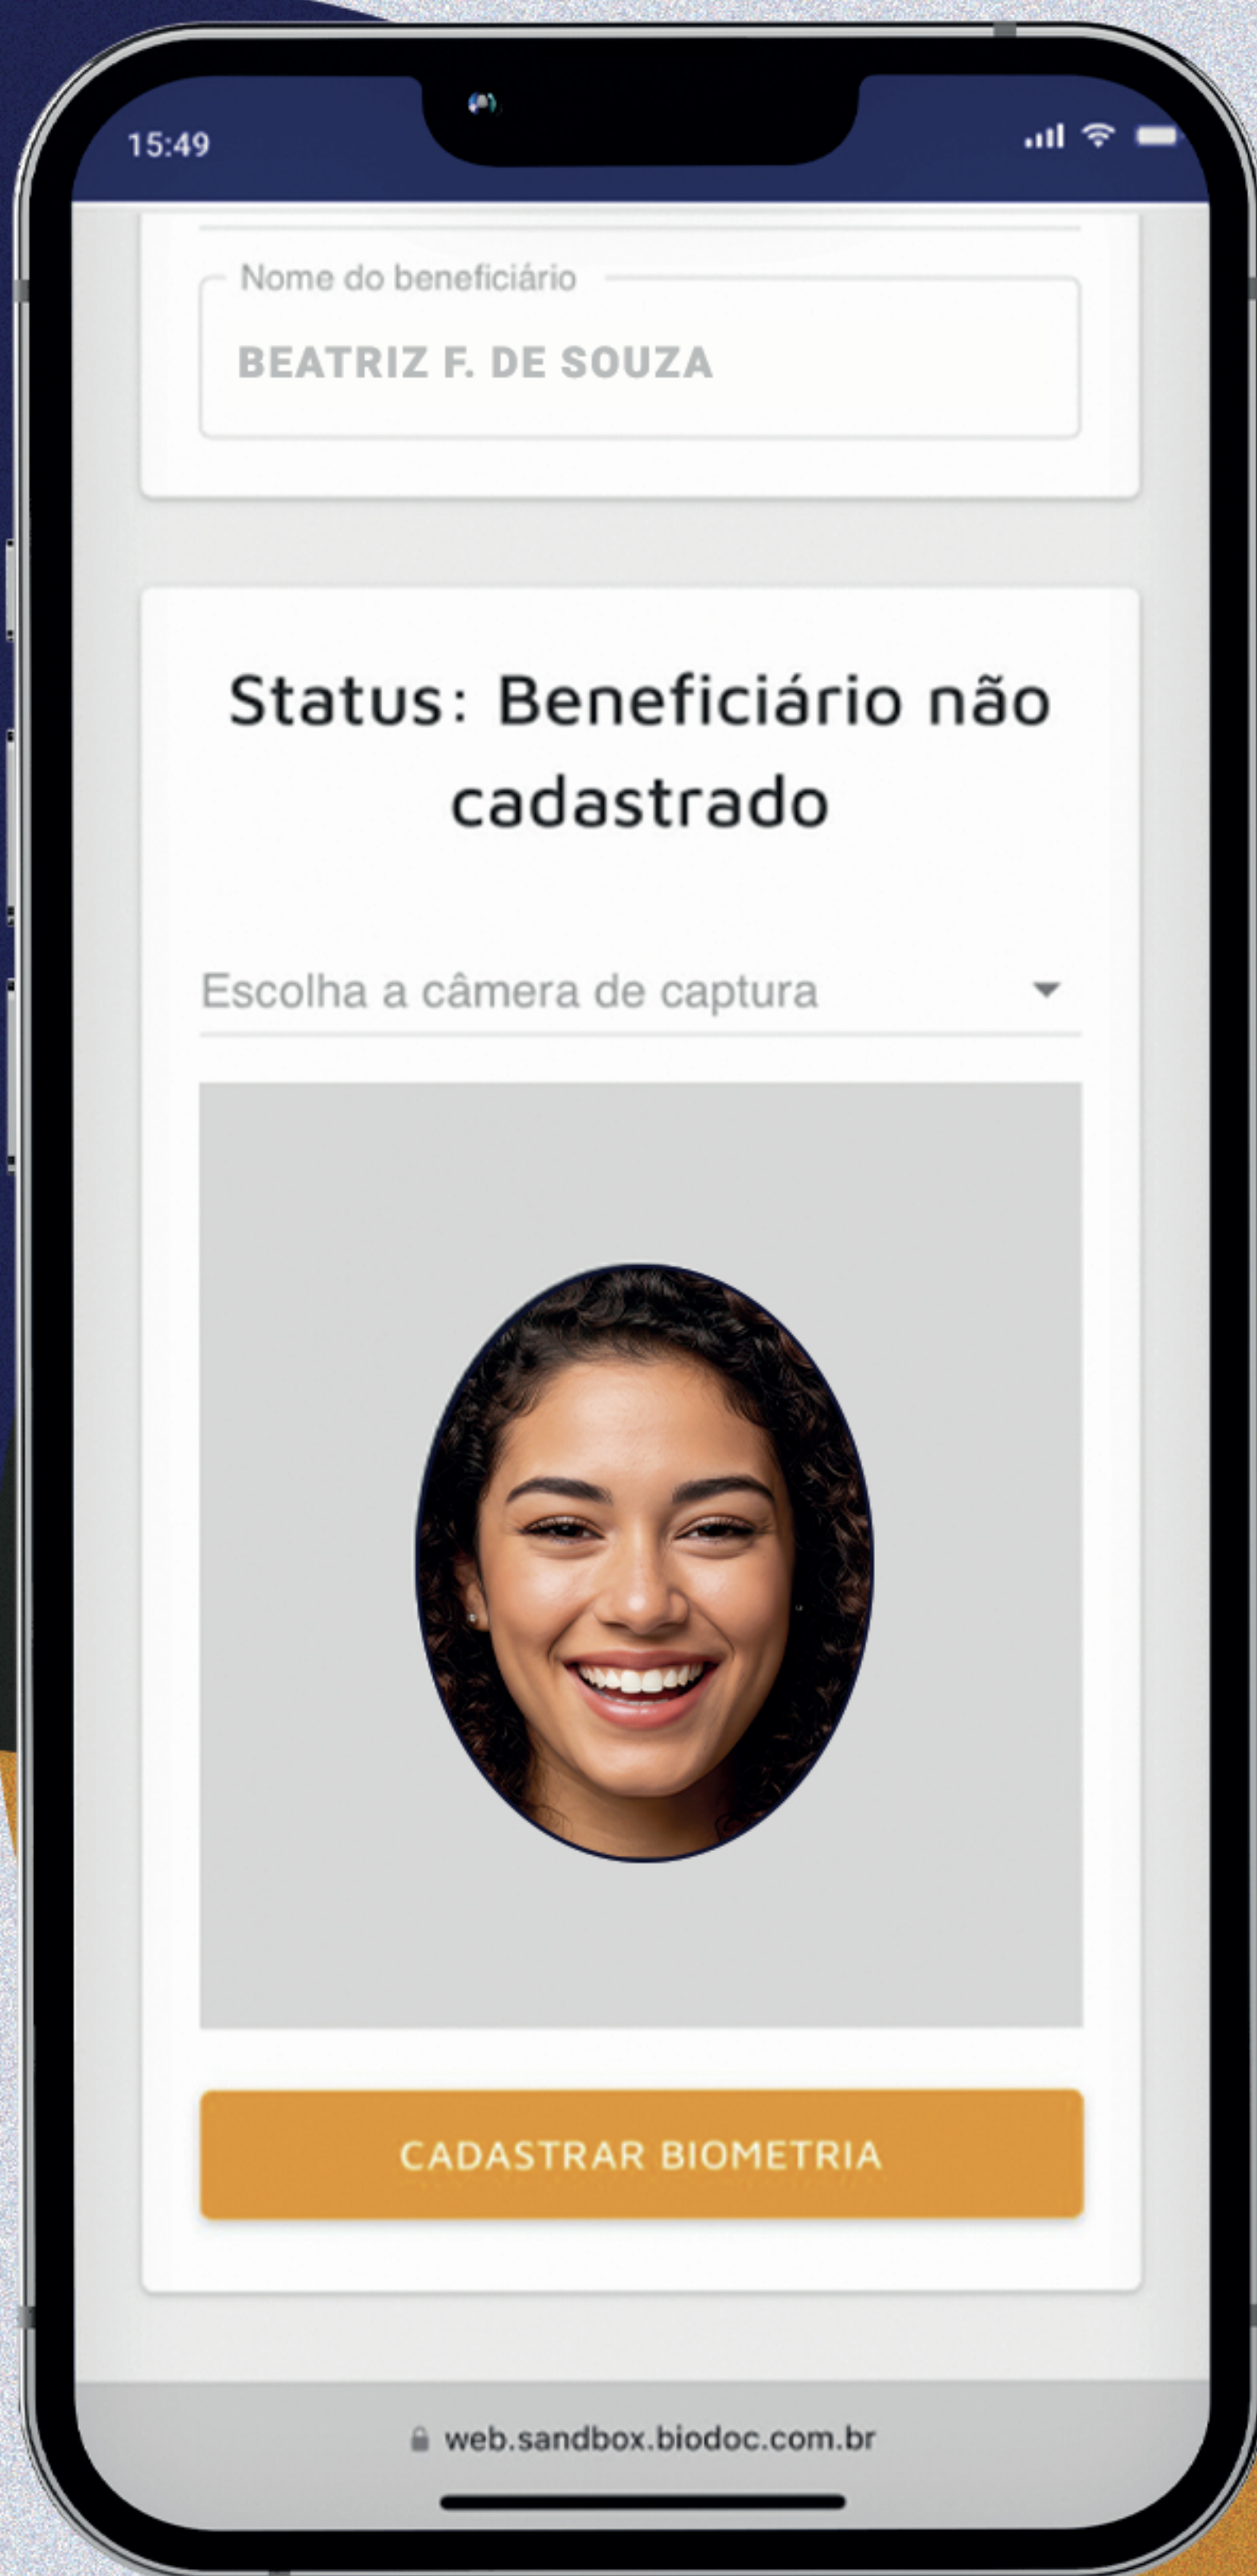 15:49
Nome do beneficiário
BEATRIZ F. DE SOUZA
Status: Beneficiário não
cadastrado
Escolha a câmera de captura
CADASTRAR BIOMETRIA
web.sandbox.biodoc.com.br